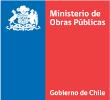 Ministerio de
Obras Públicas
Gobierno de Chile